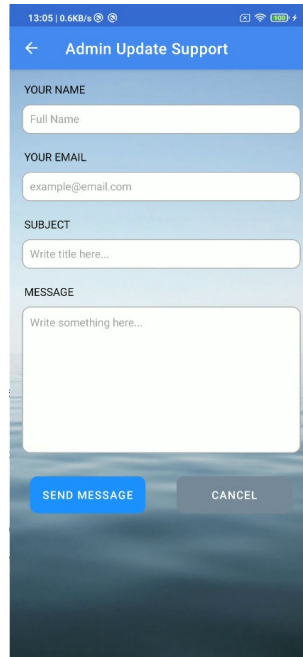 13:05 | 0.6KB/s
100
Admin Update Support
YOUR NAME
Full Name
YOUR EMAIL
example@email.com
SUBJECT
Write title here...
MESSAGE
Write something here...
SEND MESSAGE
CANCEL